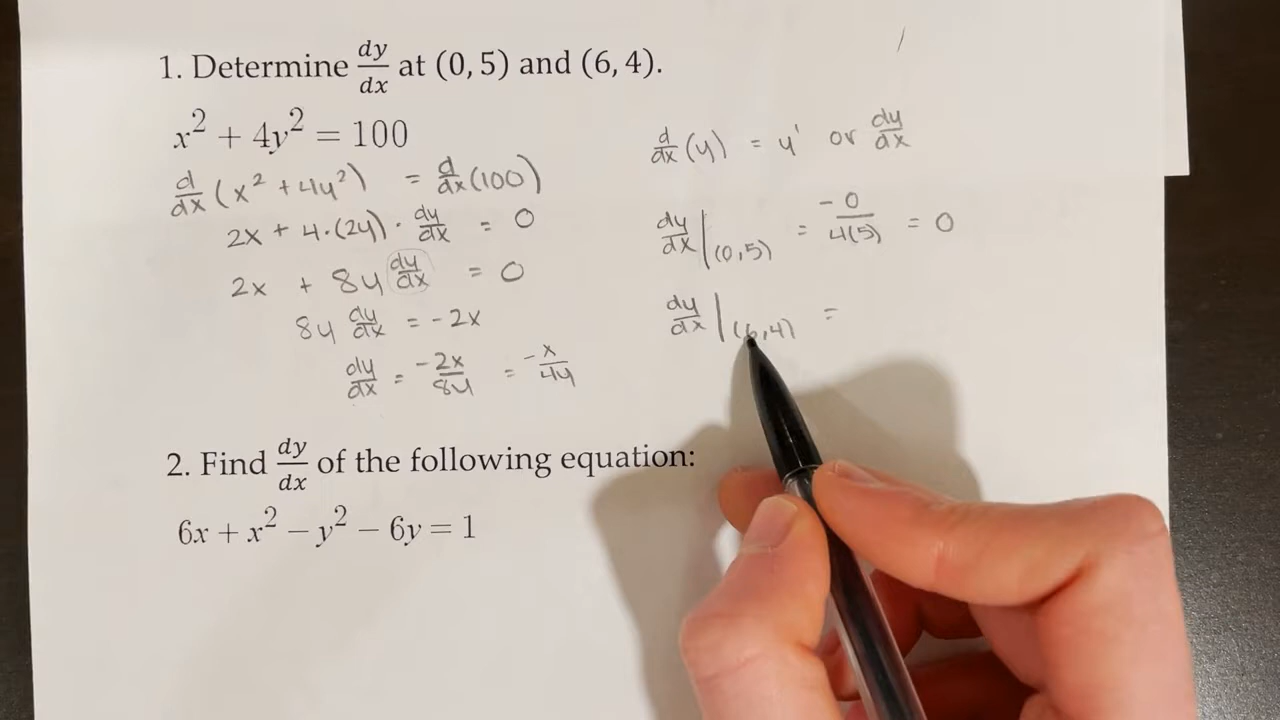 1. Determine dy/dx at (0, 5) and (6, 4).
x² + 4y² = 100
d/dx (x² + 4y²) = d/dx (100)
2x + 4·(2y) · dy/dx = 0
2x + 8y dy/dx = 0
8y dy/dx = -2x
dy/dx = -2x/8y = -x/4y
d/dx (y) = y' or dy/dx
dy/dx |(0,5) = -0/4(5) = 0
dy/dx |(6,4) =
2. Find dy/dx of the following equation:
6x + x² − y² − 6y = 1